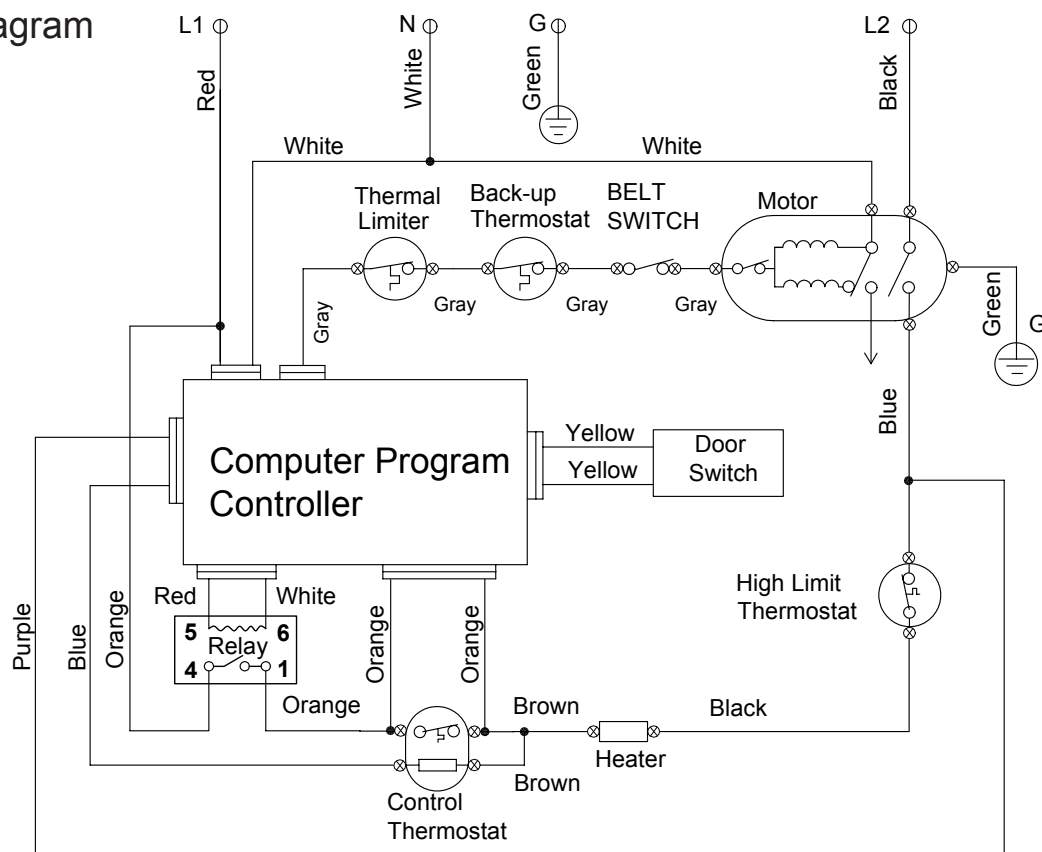 agram
L1
N
G
L2
Red
White
Green
Black
White
White
Thermal
Limiter
Back-up
Thermostat
BELT
SWITCH
Motor
Gray
Gray
Gray
Gray
Green
G
Blue
Computer Program
Controller
Yellow
Yellow
Door
Switch
High Limit
Thermostat
Red
White
5
6
Relay
4
1
Purple
Blue
Orange
Orange
Orange
Orange
Brown
Black
Heater
Brown
Control
Thermostat